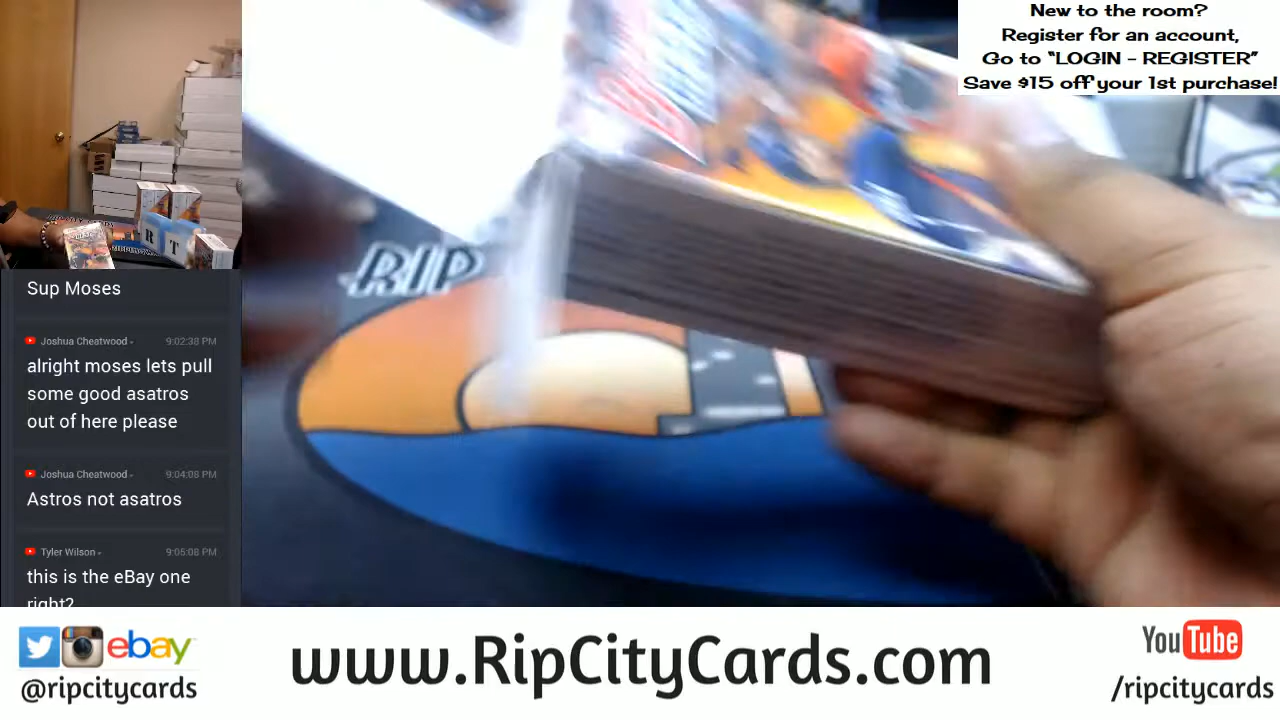 New to the room?
Register for an account,
Go to “LOGIN - REGISTER”
Save $15 off your 1st purchase!
R T
Sup Moses
Joshua Cheatwood
9:02:38 PM
alright moses lets pull
some good asatros
out of here please
Joshua Cheatwood
9:04:08 PM
Astros not asatros
Tyler Wilson
9:05:08 PM
this is the eBay one
right?
RIP
ebay
@ripcitycards
www.RipCityCards.com
YouTube
/ripcitycards